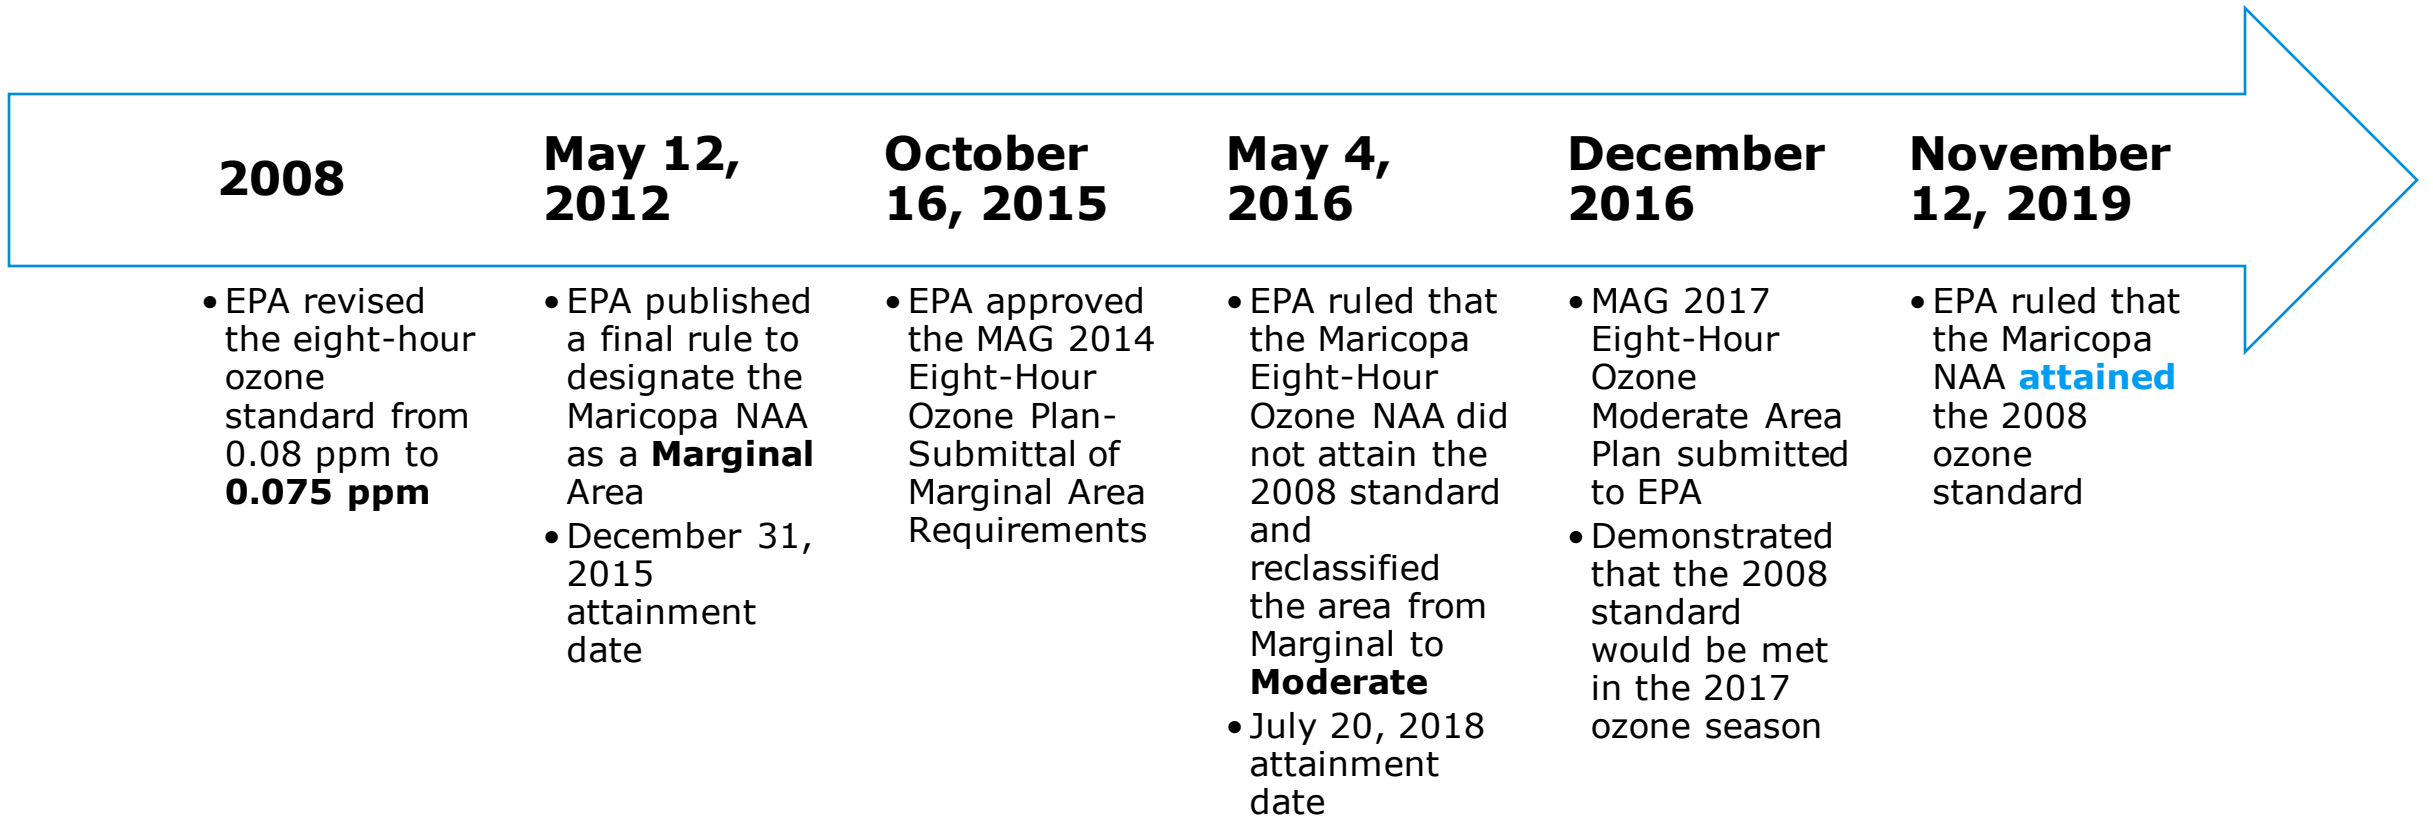 2008
• EPA revised
the eight-hour
ozone
standard from
0.08 ppm to
0.075 ppm
May 12,
2012
• EPA published
a final rule to
designate the
Maricopa NAA
as a Marginal
Area
• December 31,
2015
attainment
date
October
16, 2015
• EPA approved
the MAG 2014
Eight-Hour
Ozone Plan-
Submittal of
Marginal Area
Requirements
May 4,
2016
• EPA ruled that
the Maricopa
Eight-Hour
Ozone NAA did
not attain the
2008 standard
and
reclassified
the area from
Marginal to
Moderate
• July 20, 2018
attainment
date
December
2016
• MAG 2017
Eight-Hour
Ozone
Moderate Area
Plan submitted
to EPA
• Demonstrated
that the 2008
standard
would be met
in the 2017
ozone season
November
12, 2019
• EPA ruled that
the Maricopa
NAA attained
the 2008
ozone
standard